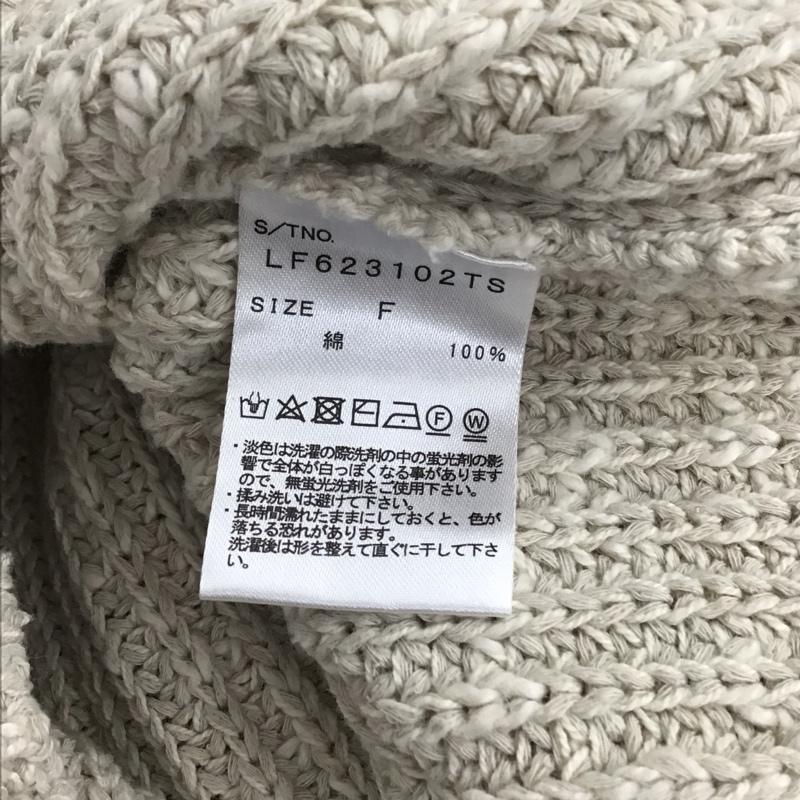 S/TNO.
LF623102TS
SIZE F
綿 100%
F W
・淡色は洗濯の際洗剤の中の蛍光剤の影
響で全体が白っぽくなる事があります
ので、無蛍光洗剤をご使用下さい。
・揉み洗いは避けて下さい。
・長時間濡れたままにしておくと、色が
落ちる恐れがあります。
洗濯後は形を整えて直ぐに干して下さ
い。